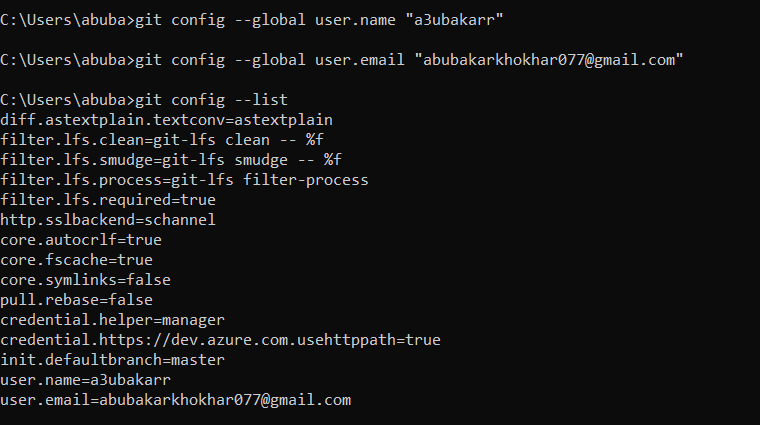 C:\Users\abuba>git config --global user.name "a3ubakarr"
C:\Users\abuba>git config --global user.email "abubakarkhokhar077@gmail.com"
C:\Users\abuba>git config --list
diff.astextplain.textconv=astextplain
filter.lfs.clean=git-lfs clean -- %f
filter.lfs.smudge=git-lfs smudge -- %f
filter.lfs.process=git-lfs filter-process
filter.lfs.required=true
http.sslbackend=schannel
core.autocrlf=true
core.fscache=true
core.symlinks=false
pull.rebase=false
credential.helper=manager
credential.https://dev.azure.com.usehttppath=true
init.defaultbranch=master
user.name=a3ubakarr
user.email=abubakarkhokhar077@gmail.com